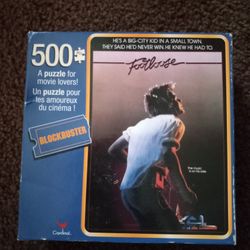 500
A puzzle for
movie lovers!
Un puzzle pour
les amoureux
du cinéma !
BLOCKBUSTER
Cardinal
HE'S A BIG-CITY KID IN A SMALL TOWN.
THEY SAID HE'D NEVER WIN. HE KNEW HE HAD TO.
Footloose